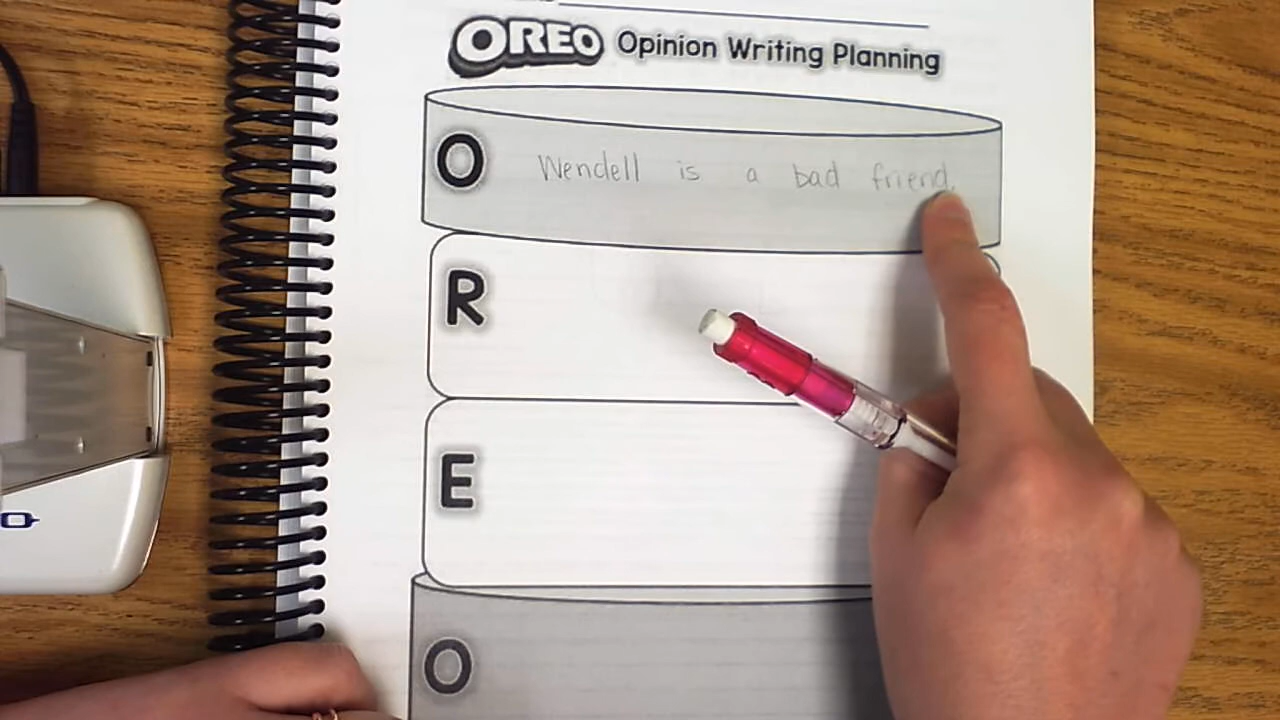 OREO Opinion Writing Planning
O Wendell is a bad friend.
R
E
O